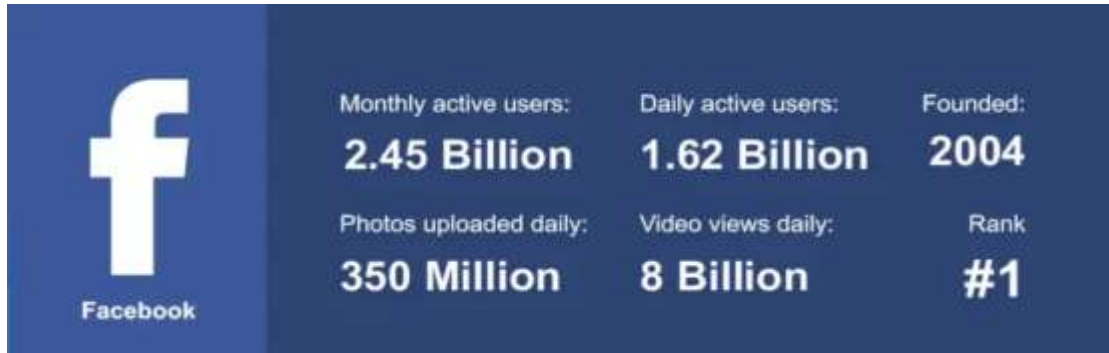 Facebook
Monthly active users:
2.45 Billion
Daily active users:
1.62 Billion
Founded:
2004
Photos uploaded daily:
350 Million
Video views daily:
8 Billion
Rank
#1